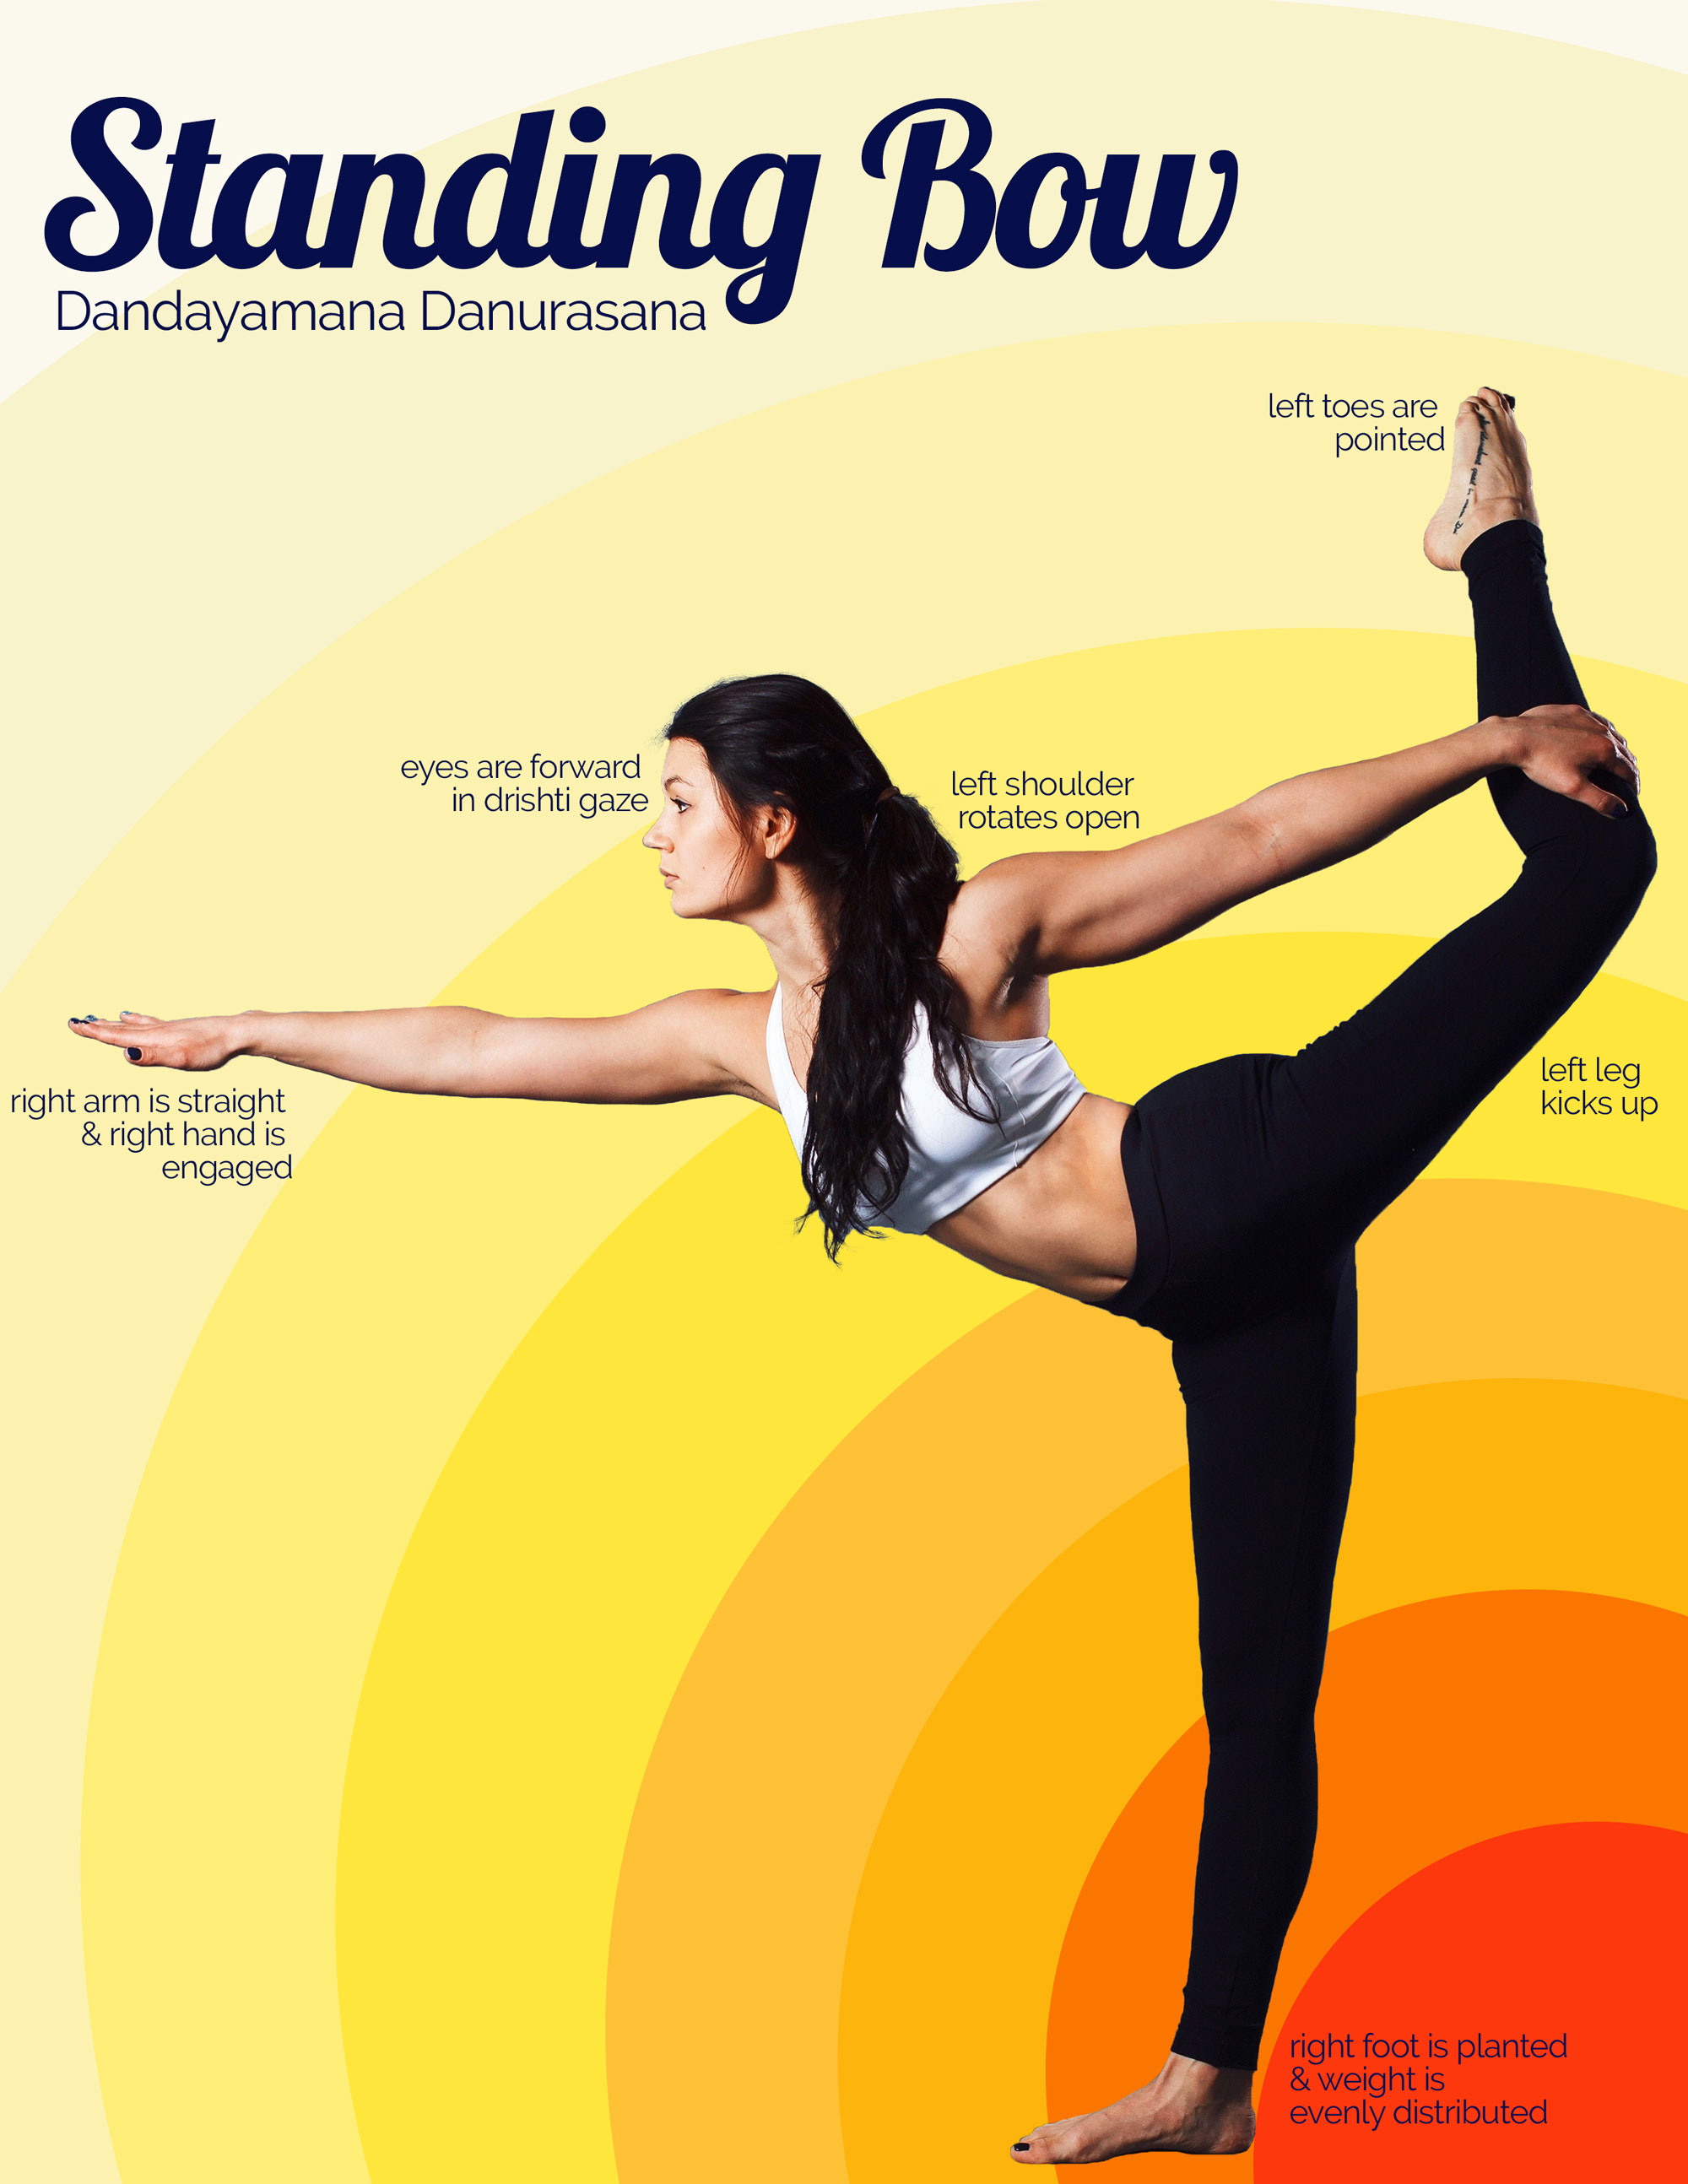 Standing Bow
Dandayamana Danurasana
left toes are
pointed
eyes are forward
in drishti gaze
left shoulder
rotates open
right arm is straight
& right hand is
engaged
left leg
kicks up
right foot is planted
& weight is
evenly distributed